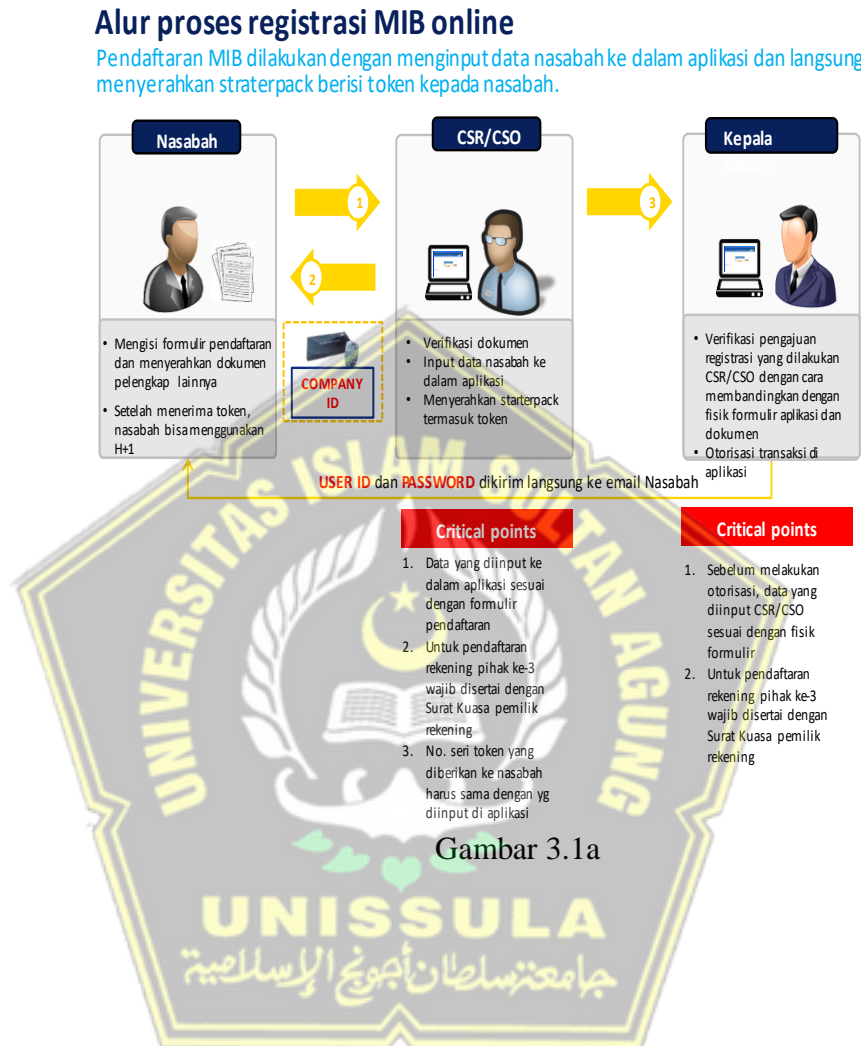 Alur proses registrasi MIB online
Pendaftaran MIB dilakukan dengan menginput data nasabah ke dalam aplikasi dan langsung
menyerahkan straterpack berisi token kepada nasabah.
Nasabah
1
2
• Mengisi formulir pendaftaran
dan menyerahkan dokumen
pelengkap lainnya
• Setelah menerima token,
nasabah bisa menggunakan
H+1
COMPANY
ID
CSR/CSO
• Verifikasi dokumen
• Input data nasabah ke
dalam aplikasi
• Menyerahkan starterpack
termasuk token
3
Kepala
Cabang
• Verifikasi pengajuan
registrasi yang dilakukan
CSR/CSO dengan cara
membandingkan dengan
fisik formulir aplikasi dan
dokumen
• Otorisasi transaksi di
aplikasi
USER ID dan PASSWORD dikirim langsung ke email Nasabah
Critical points
1. Data yang diinput ke
dalam aplikasi sesuai
dengan formulir
pendaftaran
2. Untuk pendaftaran
rekening pihak ke-3
wajib disertai dengan
Surat Kuasa pemilik
rekening
3. No. seri token yang
diberikan ke nasabah
harus sama dengan yg
diinput di aplikasi
Critical points
1. Sebelum melakukan
otorisasi, data yang
diinput CSR/CSO
sesuai dengan fisik
formulir
2. Untuk pendaftaran
rekening pihak ke-3
wajib disertai dengan
Surat Kuasa pemilik
rekening
Gambar 3.1a
UNIVERSITAS ISLAM SULTAN AGUNG
UNISSULA
جامعة سلطان أجونج الإسلامية